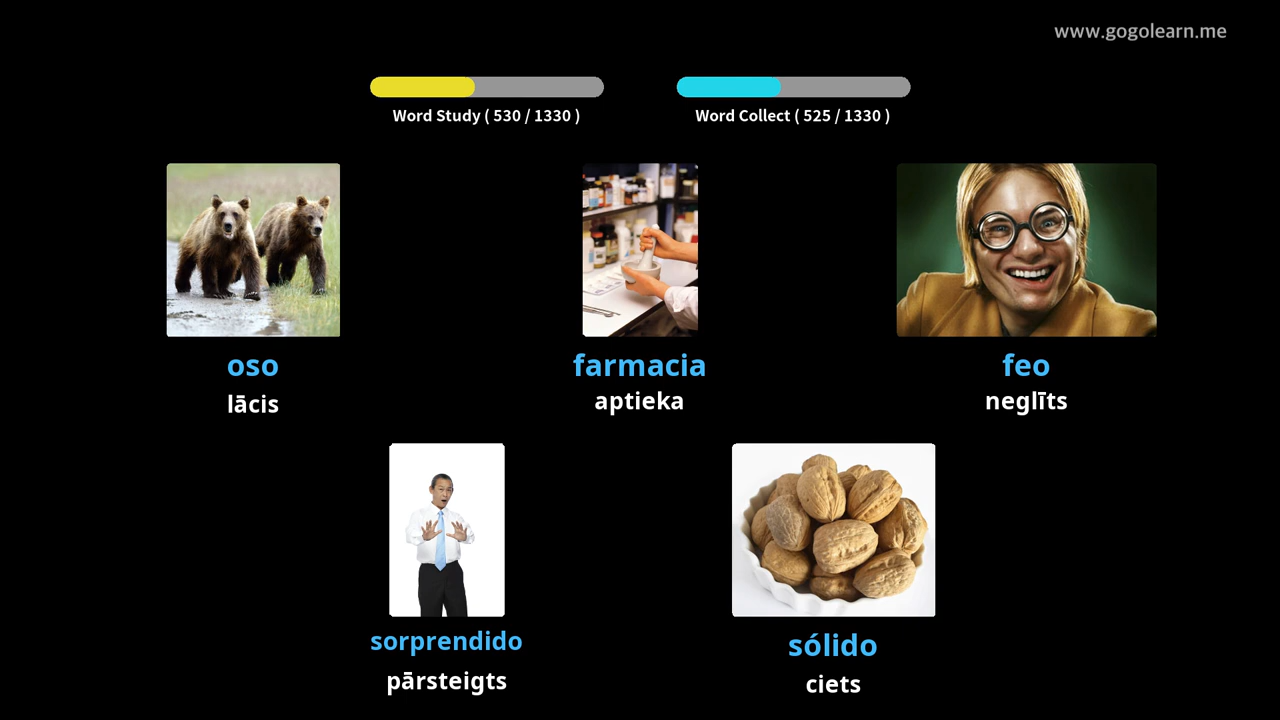 www.gogolearn.me
Word Study ( 530 / 1330 )
Word Collect ( 525 / 1330 )
oso
lācis
farmacia
aptieka
feo
neglīts
sorprendido
pārsteigts
sólido
ciets